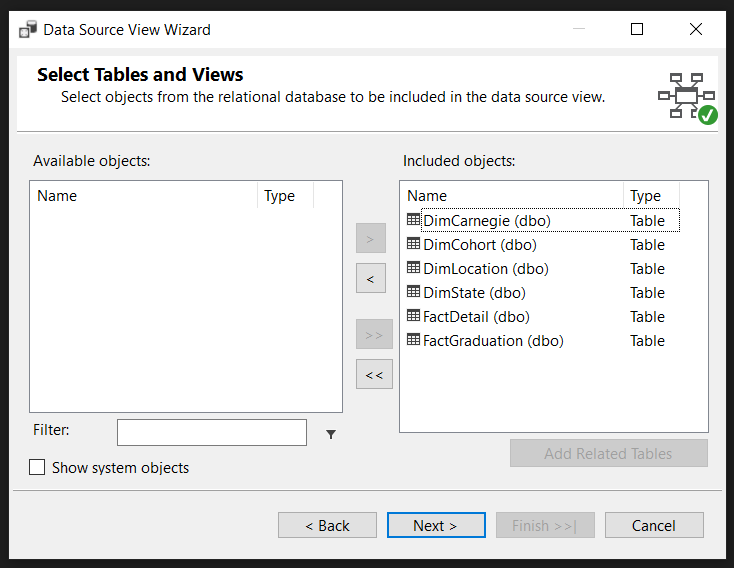 Data Source View Wizard
Select Tables and Views
Select objects from the relational database to be included in the data source view.
Available objects:
Name Type
Filter:
Show system objects
>
<
>>
<<
Included objects:
Name Type
DimCarnegie (dbo) Table
DimCohort (dbo) Table
DimLocation (dbo) Table
DimState (dbo) Table
FactDetail (dbo) Table
FactGraduation (dbo) Table
Add Related Tables
< Back Next > Finish >>| Cancel